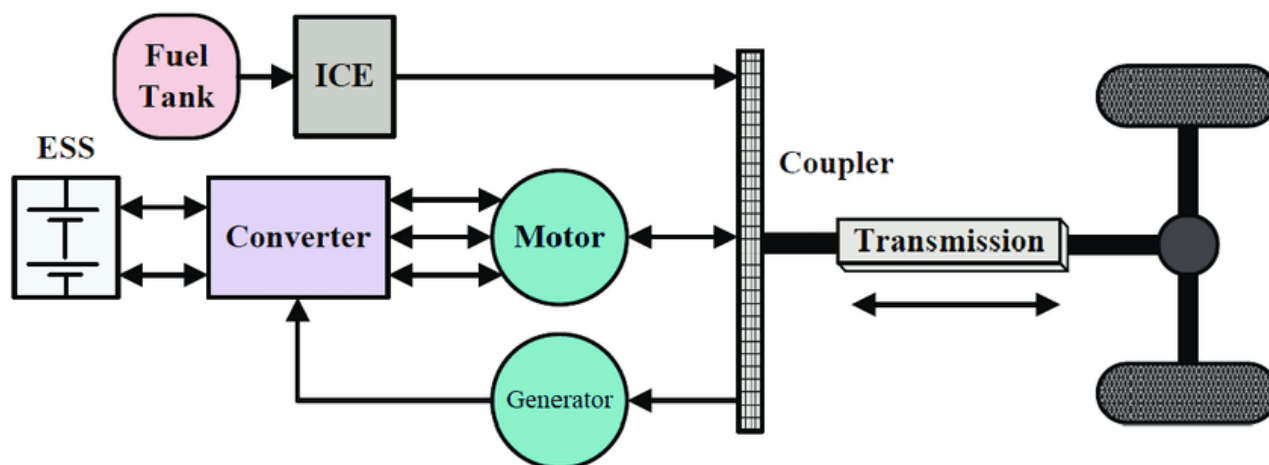 Fuel
Tank
ICE
ESS
Coupler
Converter
Motor
Transmission
Generator